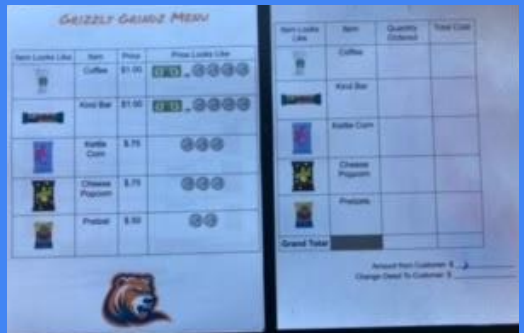 GRIZZLY GRINDZ MENU
Item Looks Like Item Price Price Looks Like
Coffee $1.00
Kind Bar $1.00
Kettle Corn $.75
Cheese Popcorn $.75
Pretzel $.50
Item Looks Like Item Quantity Ordered Total Cost
Coffee
Kind Bar
Kettle Corn
Cheese Popcorn
Pretzels
Grand Total
Amount from Customer $
Change Owed To Customer $